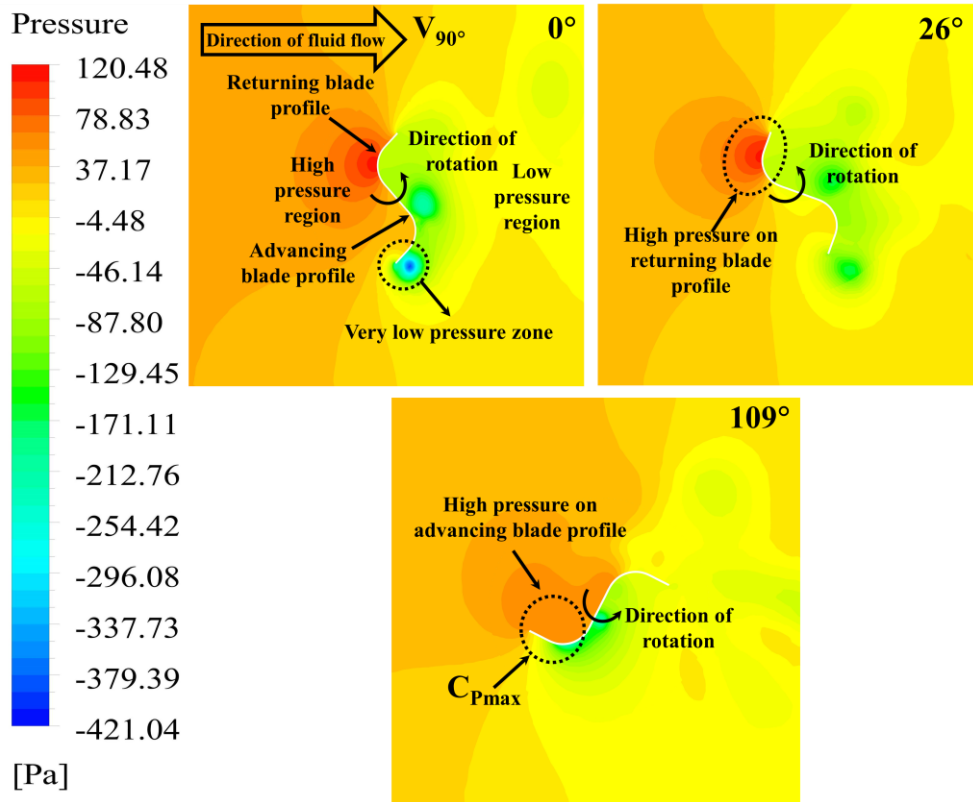 Pressure
120.48
78.83
37.17
-4.48
-46.14
-87.80
-129.45
-171.11
-212.76
-254.42
-296.08
-337.73
-379.39
-421.04
[Pa]
Direction of fluid flow
V90°
0°
Returning blade
profile
Direction of
rotation
High
pressure
region
Low
pressure
region
Advancing
blade profile
Very low pressure zone
26°
Direction of
rotation
High pressure on
returning blade
profile
109°
High pressure on
advancing blade profile
Direction of
rotation
CPmax